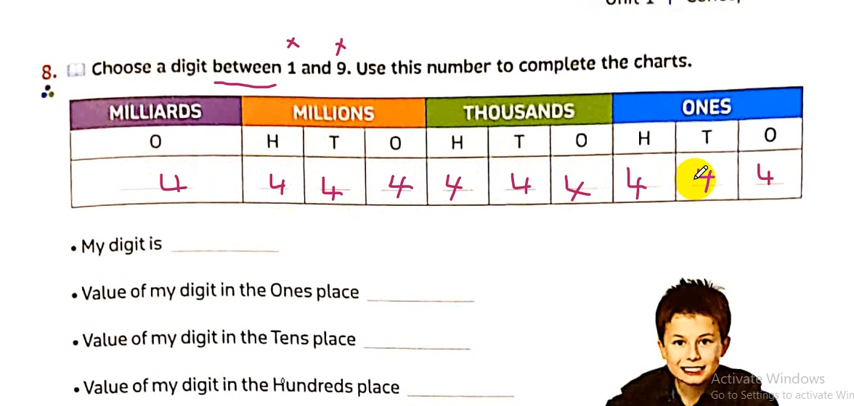 8. Choose a digit between 1 and 9. Use this number to complete the charts.
MILLIARDS MILLIONS THOUSANDS ONES
O H T O H T O H T O
4 4 4 4 4 4 4 4 4 4
• My digit is
• Value of my digit in the Ones place
• Value of my digit in the Tens place
• Value of my digit in the Hundreds place
Activate Windows
Go to Settings to activate Win